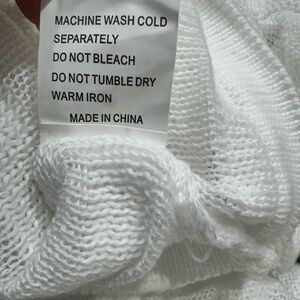 MACHINE WASH COLD
SEPARATELY
DO NOT BLEACH
DO NOT TUMBLE DRY
WARM IRON
MADE IN CHINA